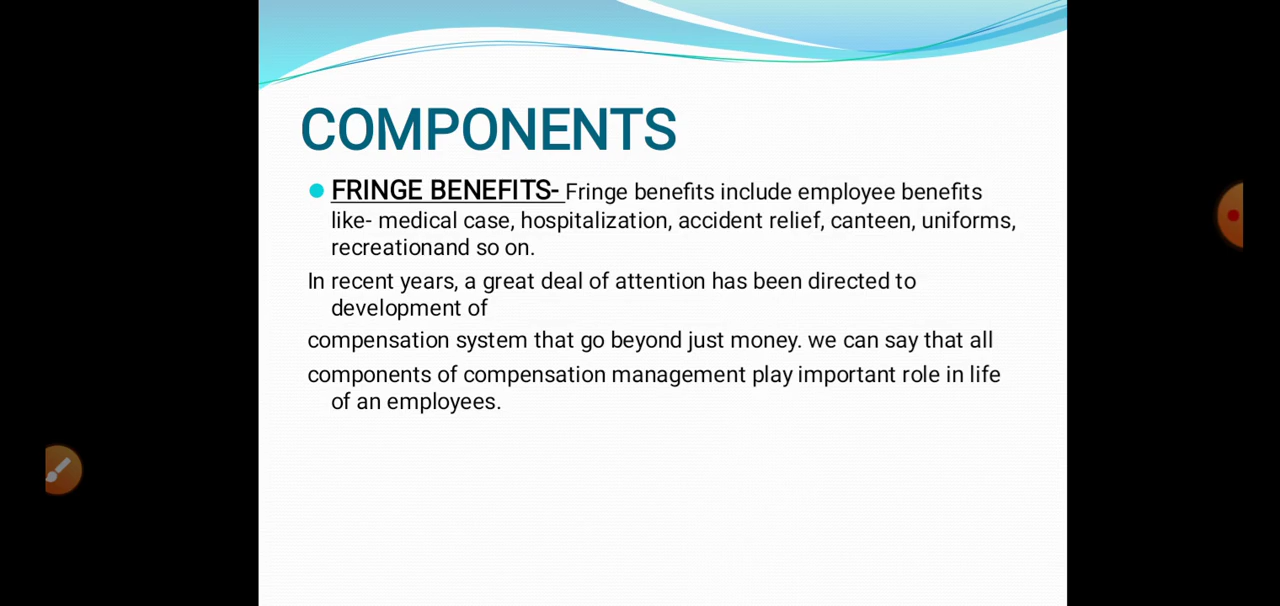 COMPONENTS
FRINGE BENEFITS- Fringe benefits include employee benefits
like- medical case, hospitalization, accident relief, canteen, uniforms,
recreationand so on.
In recent years, a great deal of attention has been directed to
development of
compensation system that go beyond just money. we can say that all
components of compensation management play important role in life
of an employees.